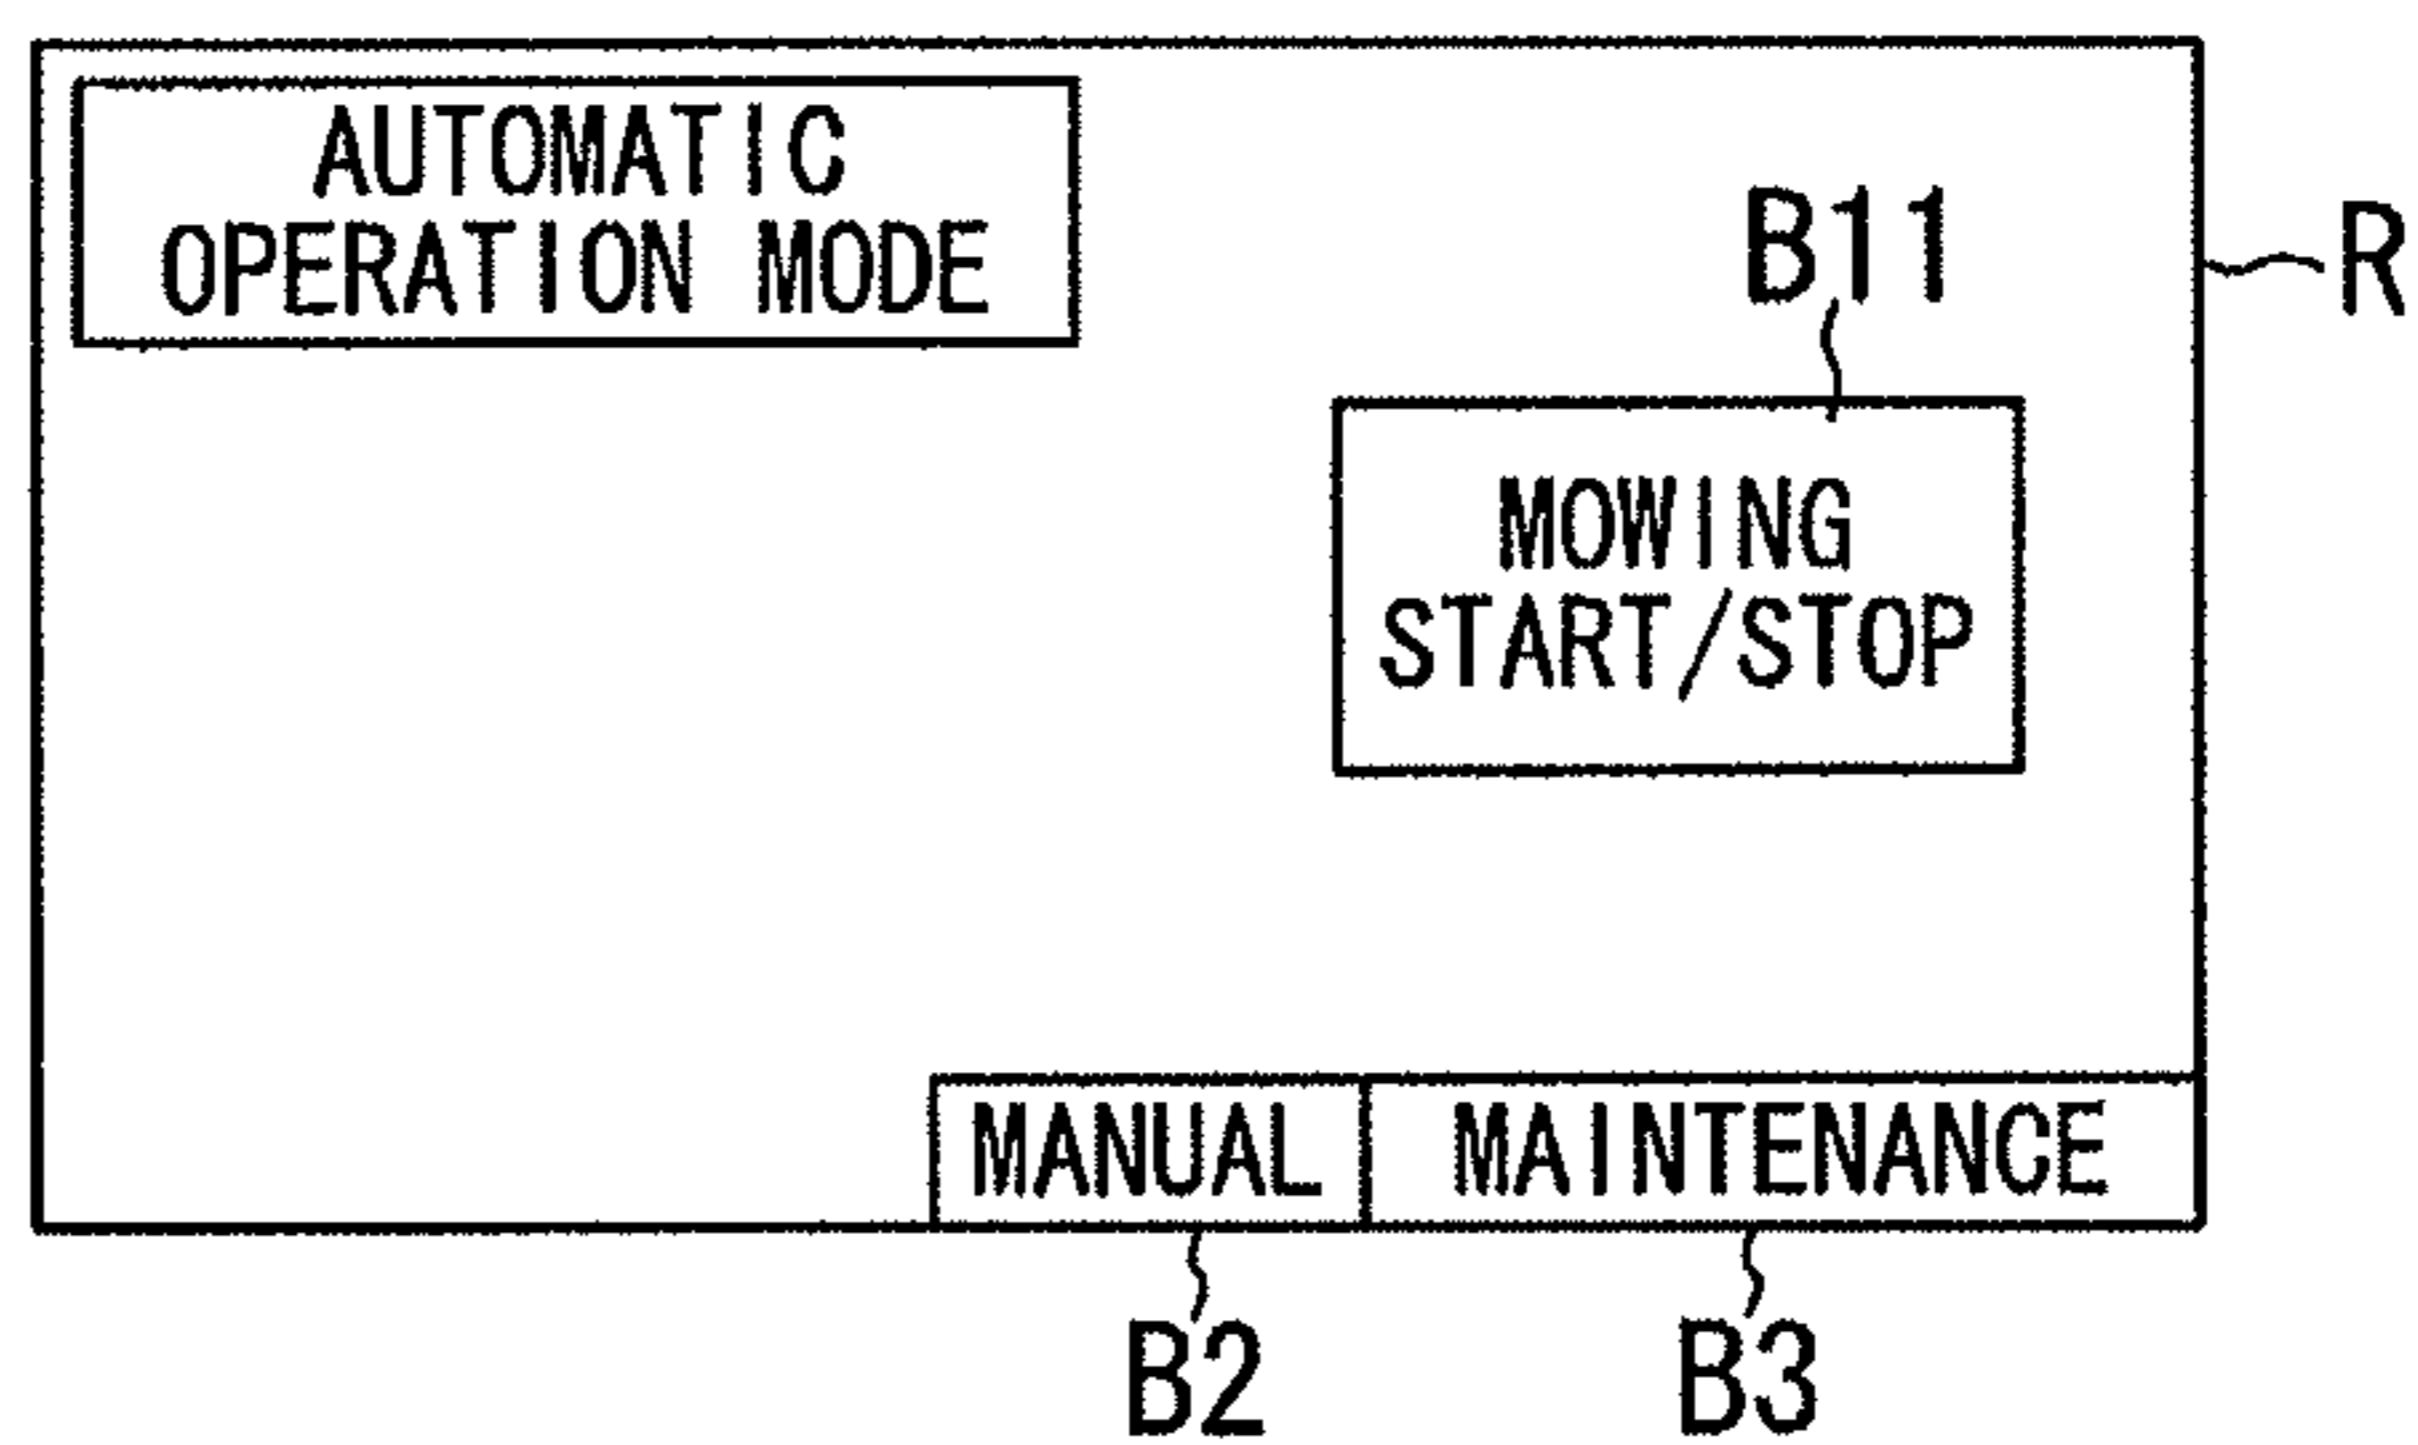 AUTOMATIC
OPERATION MODE
B11
R
MOWING
START/STOP
MANUAL
MAINTENANCE
B2
B3